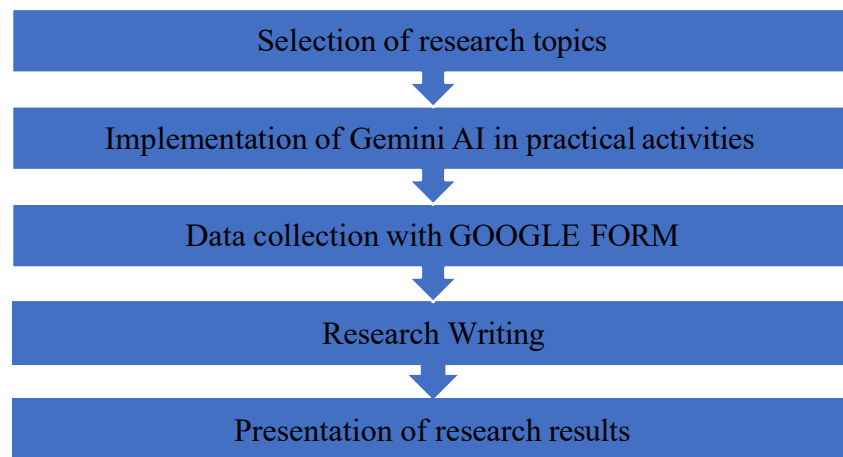 Selection of research topics
Implementation of Gemini AI in practical activities
Data collection with GOOGLE FORM
Research Writing
Presentation of research results